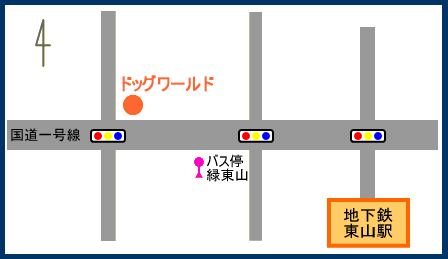 ドッグワールド
国道一号線
バス停
緑東山
地下鉄
東山駅